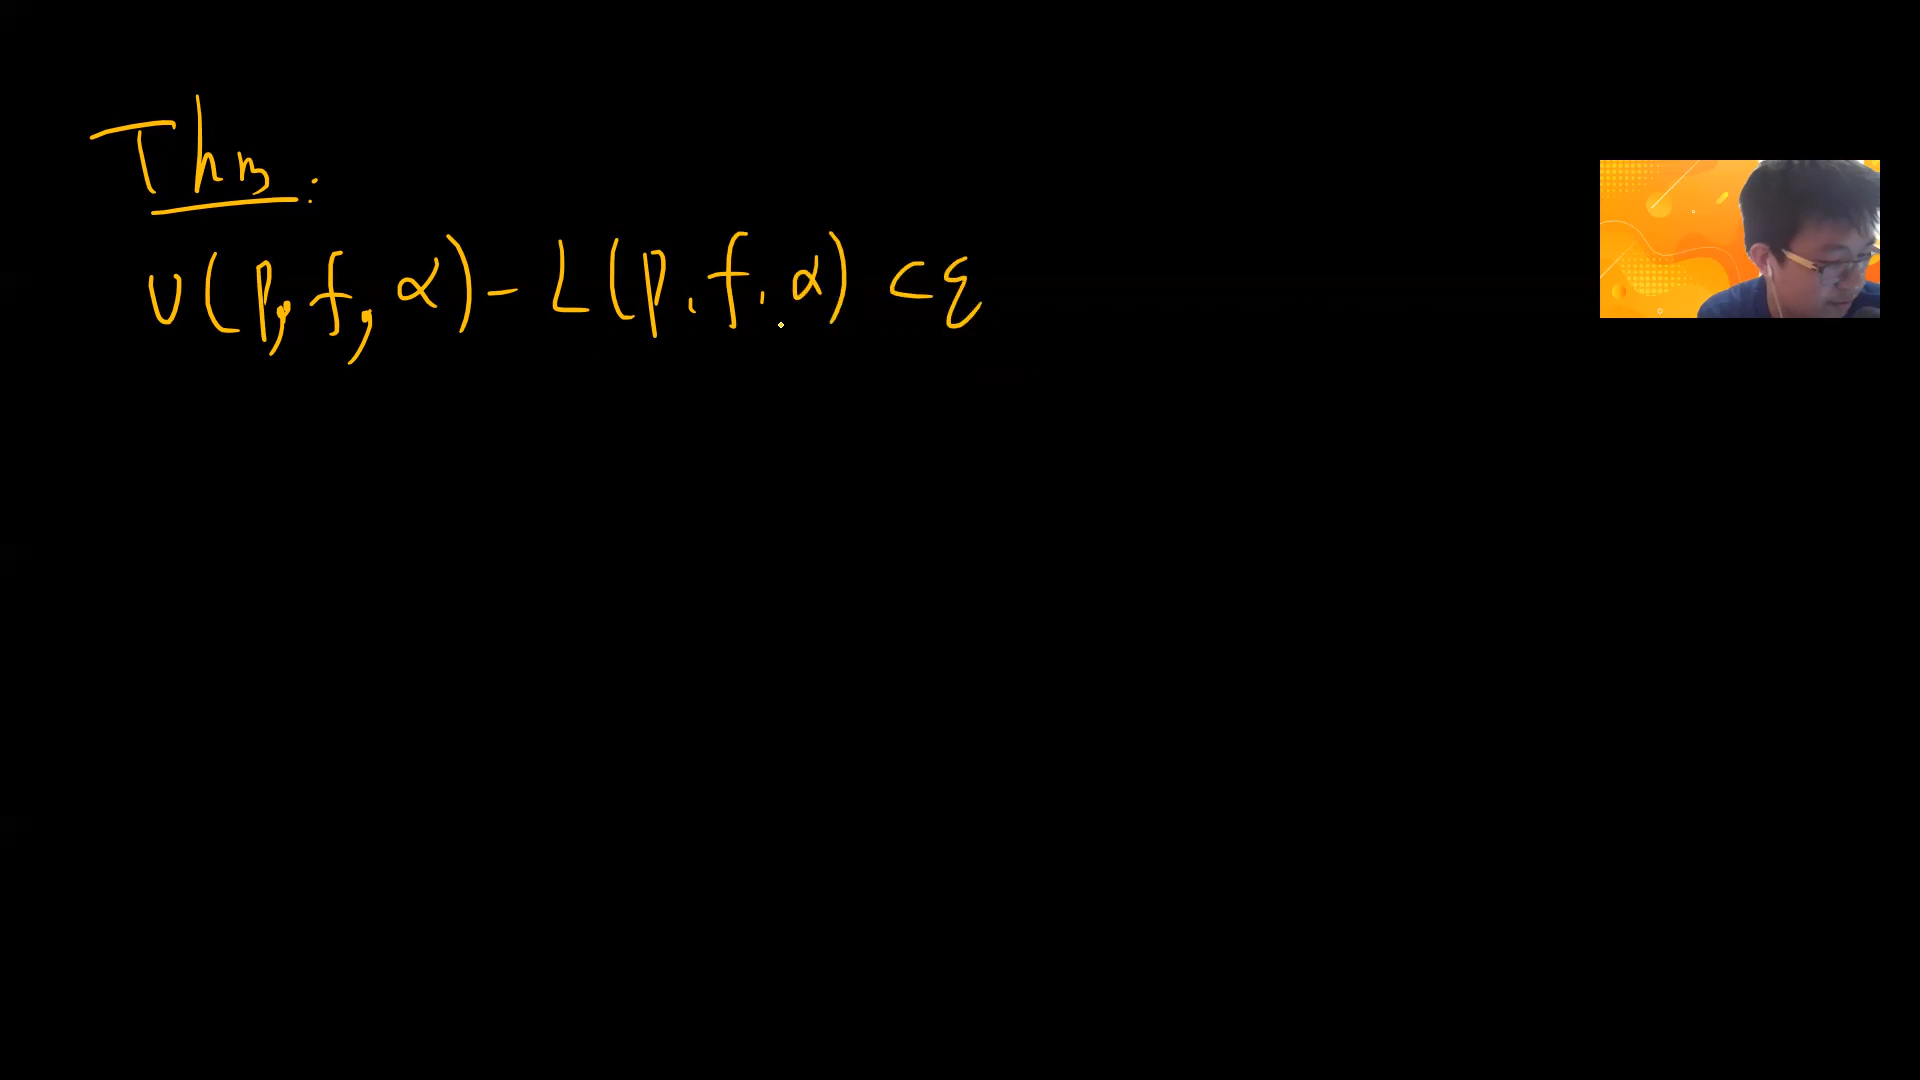 Thm:
U(P, f, α) - L(P, f, α) < ε